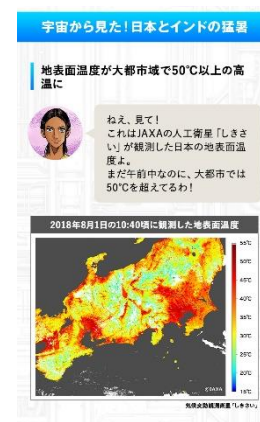 宇宙から見た!日本とインドの猛暑
地表面温度が大都市域で50℃以上の高
温に
ねえ、見て!
これはJAXAの人工衛星「しきさ
い」が観測した日本の地表面温
度よ。
まだ午前中なのに、大都市では
50℃を超えてるわ!
2018年8月1日の10:40頃に観測した地表面温度
55℃
50℃
45℃
40℃
35℃
30℃
25℃
20℃
15℃
©JAXA
気候変動観測衛星「しきさい」